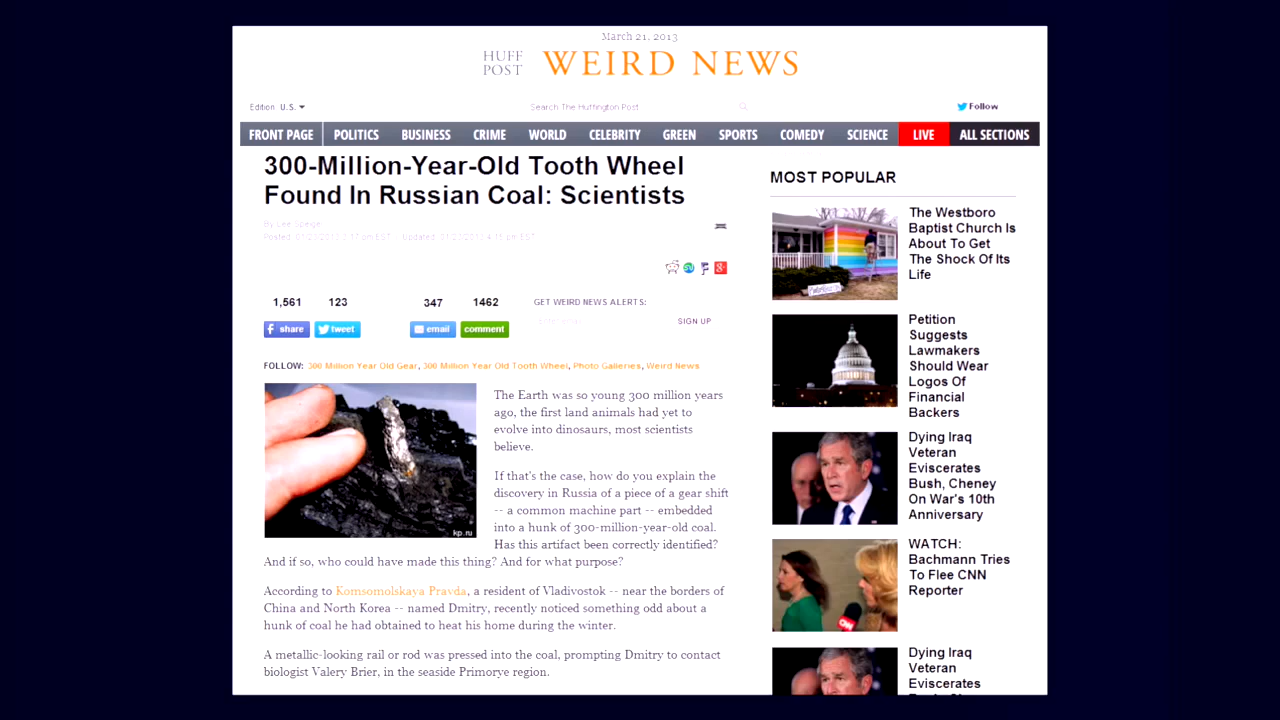 March 21, 2013
HUFF POST WEIRD NEWS
Edition U.S.
Search The Huffington Post
Follow
FRONT PAGE POLITICS BUSINESS CRIME WORLD CELEBRITY GREEN SPORTS COMEDY SCIENCE LIVE ALL SECTIONS
300-Million-Year-Old Tooth Wheel
Found In Russian Coal: Scientists
By Lee Speigel
1,561 123 347 1462
GET WEIRD NEWS ALERTS:
share tweet email comment
SIGN UP
FOLLOW: 300 Million Year Old Gear, 300 Million Year Old Tooth Wheel, Photo Galleries, Weird News
kp.ru
The Earth was so young 300 million years
ago, the first land animals had yet to
evolve into dinosaurs, most scientists
believe.
If that's the case, how do you explain the
discovery in Russia of a piece of a gear shift
-- a common machine part -- embedded
into a hunk of 300-million-year-old coal.
Has this artifact been correctly identified?
And if so, who could have made this thing? And for what purpose?
According to Komsomolskaya Pravda, a resident of Vladivostok -- near the borders of
China and North Korea -- named Dmitry, recently noticed something odd about a
hunk of coal he had obtained to heat his home during the winter.
A metallic-looking rail or rod was pressed into the coal, prompting Dmitry to contact
biologist Valery Brier, in the seaside Primorye region.
MOST POPULAR
The Westboro
Baptist Church Is
About To Get
The Shock Of Its
Life
Petition
Suggests
Lawmakers
Should Wear
Logos Of
Financial
Backers
Dying Iraq
Veteran
Eviscerates
Bush, Cheney
On War's 10th
Anniversary
WATCH:
Bachmann Tries
To Flee CNN
Reporter
CNN
Dying Iraq
Veteran
Eviscerates